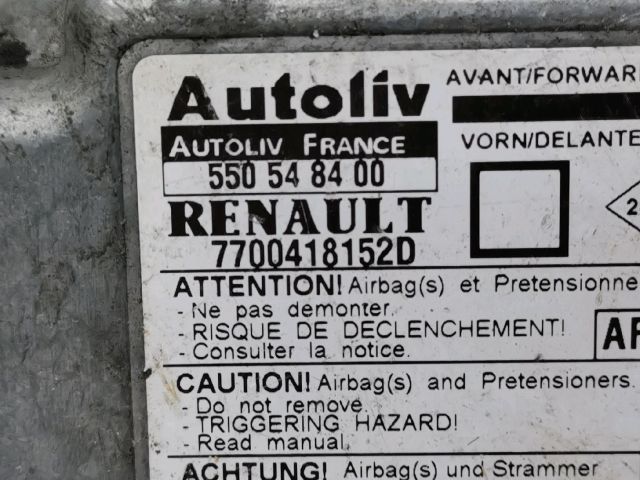 Autoliv
AVANT/FORWAR
AUTOLIV FRANCE
550 54 84 00
VORN/DELANTE
RENAULT
7700418152D
2
ATTENTION! Airbag(s) et Pretensionne
- Ne pas demonter.
- RISQUE DE DECLENCHEMENT!
- Consulter la notice.
CAUTION! Airbag(s) and Pretensioners.
- Do not remove.
- TRIGGERING HAZARD!
- Read manual.
ACHTUNG! Airbag(s) und Strammer